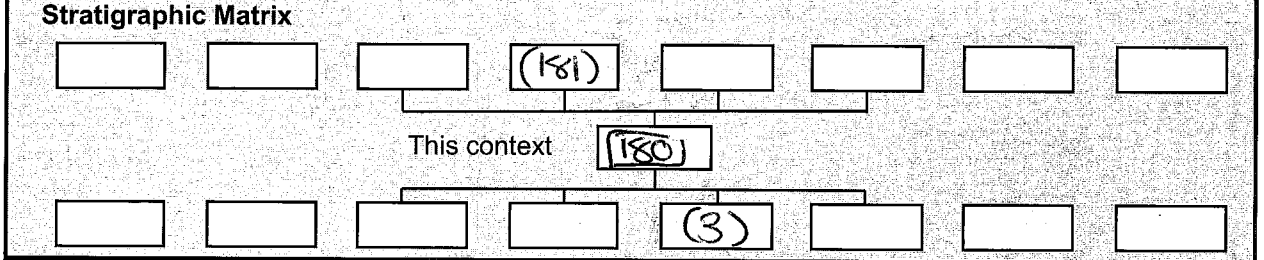 Stratigraphic Matrix
(181)
This context [180]
(3)